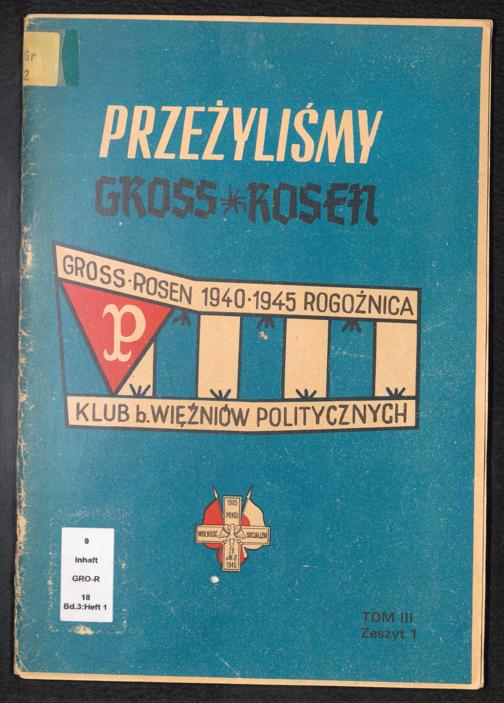 Gr
2
PRZEŻYLIŚMY
GROSS-ROSEN
GROSS-ROSEN 1940-1945 ROGOŹNICA
P
KLUB b. WIĘŹNIÓW POLITYCZNYCH
1905
POKÓJ
WOLNOŚĆ SOCJALIZM
1945
9
Inhaft
GRO-R
18
Bd.3:Heft 1
TOM III
Zeszyt 1